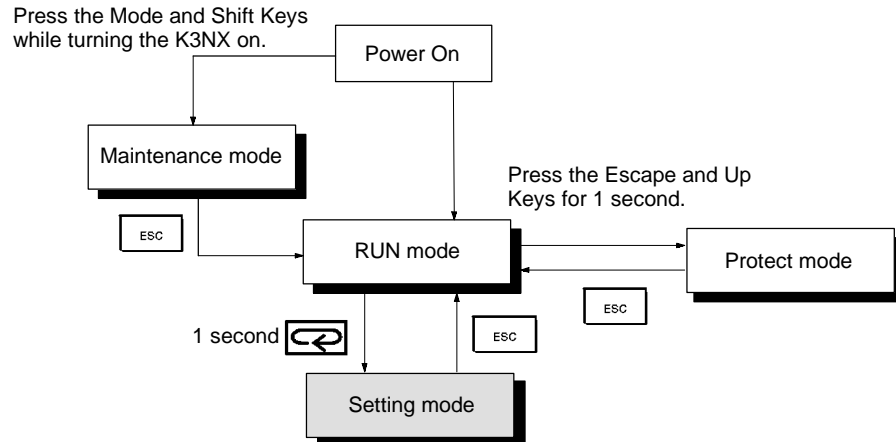 Press the Mode and Shift Keys
while turning the K3NX on.
Power On
Maintenance mode
Press the Escape and Up
Keys for 1 second.
ESC
RUN mode
Protect mode
ESC
1 second
ESC
Setting mode